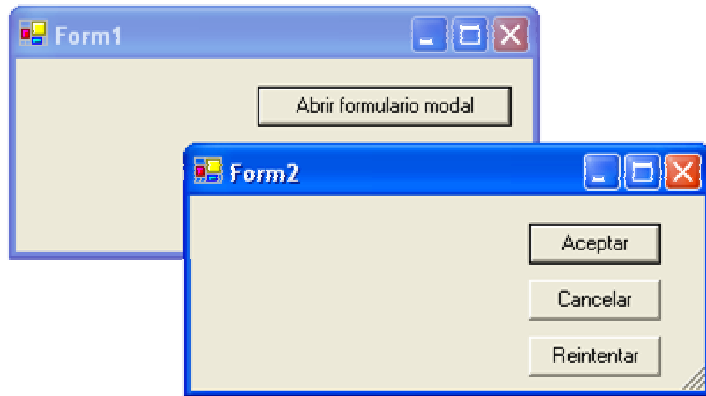 Form1
Abrir formulario modal
Form2
Aceptar
Cancelar
Reintentar